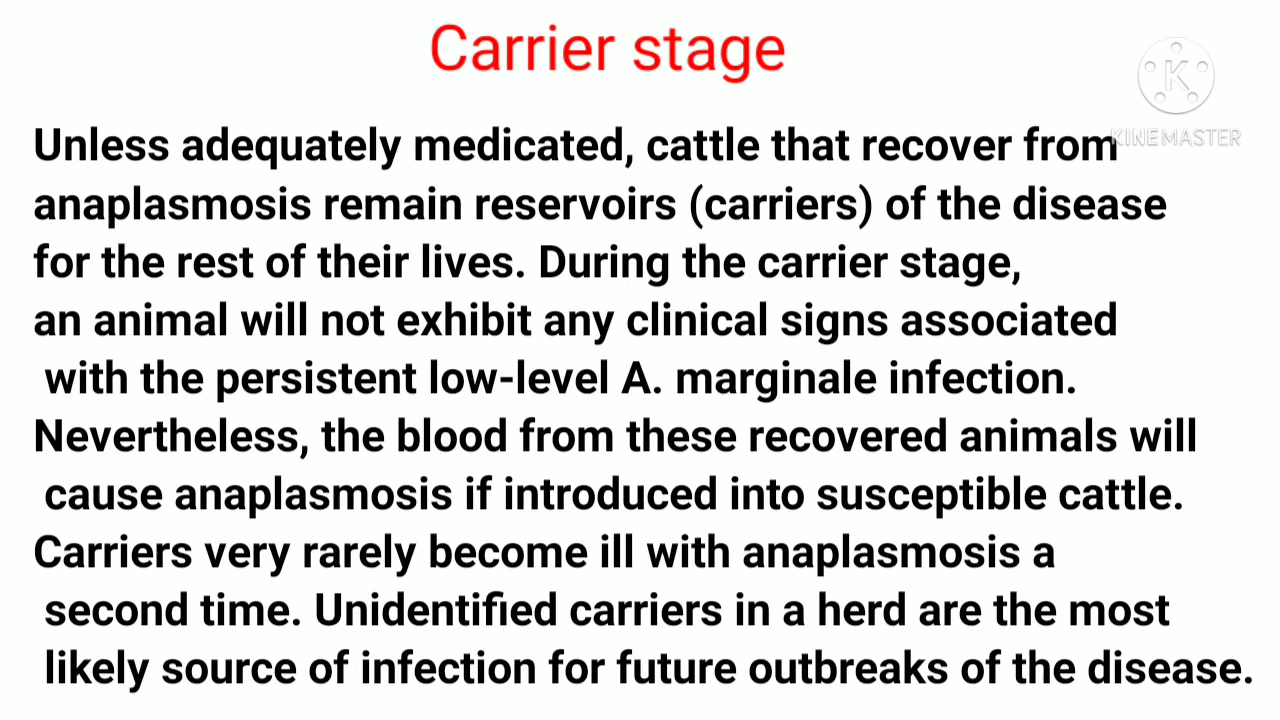 Carrier stage
K
KINEMASTER
Unless adequately medicated, cattle that recover from
anaplasmosis remain reservoirs (carriers) of the disease
for the rest of their lives. During the carrier stage,
an animal will not exhibit any clinical signs associated
with the persistent low-level A. marginale infection.
Nevertheless, the blood from these recovered animals will
cause anaplasmosis if introduced into susceptible cattle.
Carriers very rarely become ill with anaplasmosis a
second time. Unidentified carriers in a herd are the most
likely source of infection for future outbreaks of the disease.